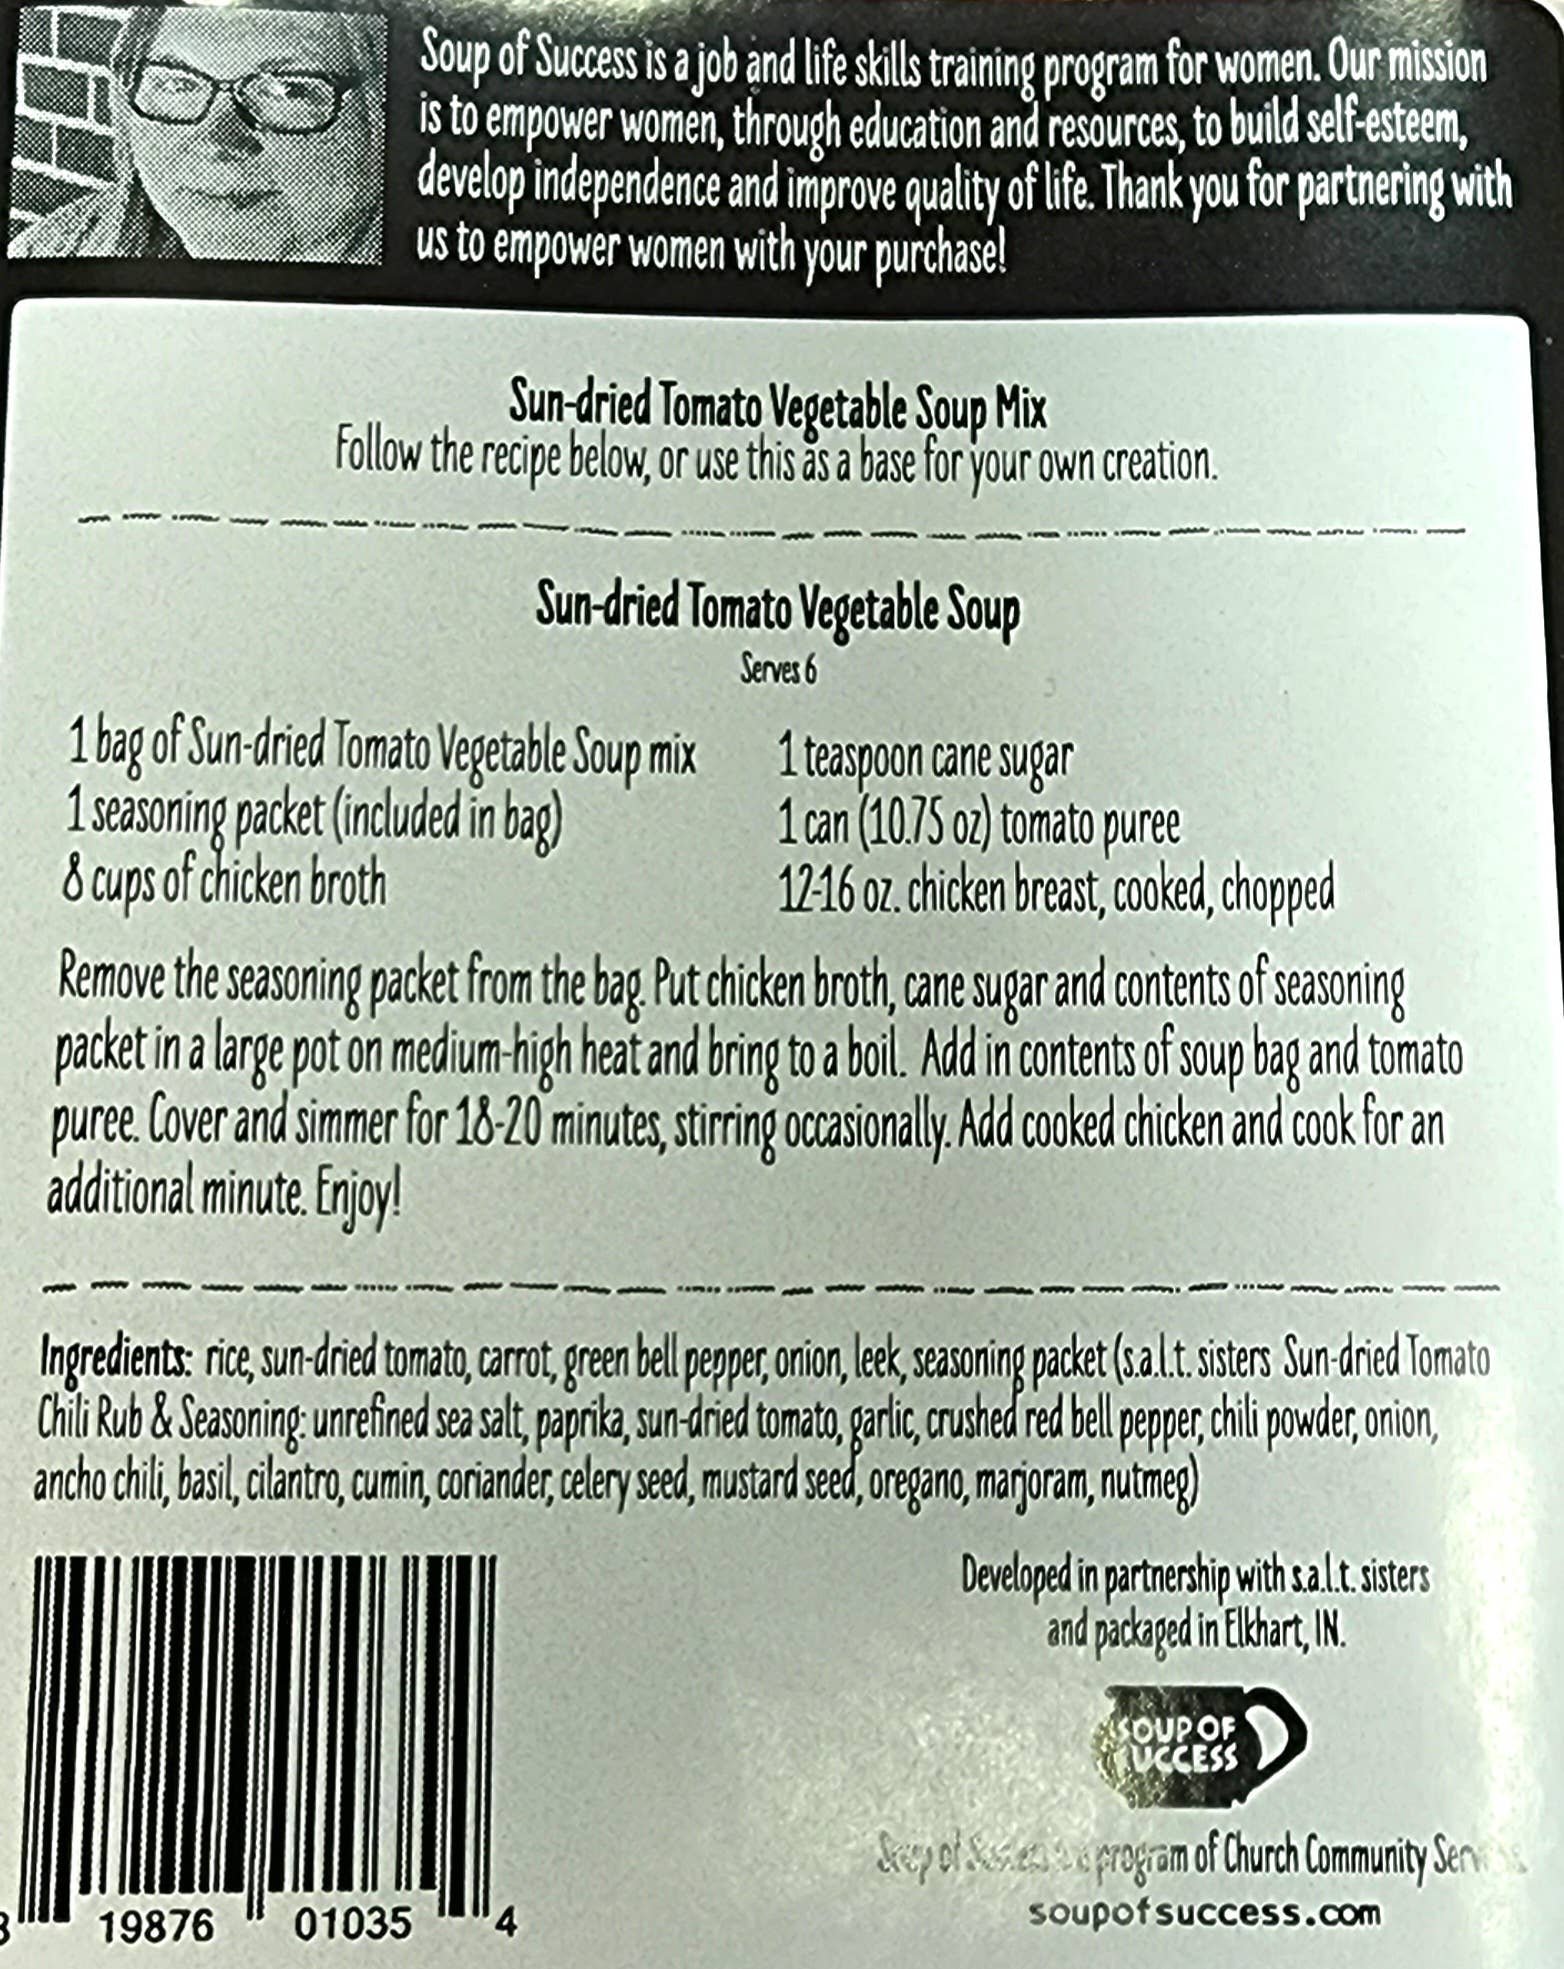 Soup of Success is a job and life skills training program for women. Our mission
is to empower women, through education and resources, to build self-esteem,
develop independence and improve quality of life. Thank you for partnering with
us to empower women with your purchase!
Sun-dried Tomato Vegetable Soup Mix
Follow the recipe below, or use this as a base for your own creation.
Sun-dried Tomato Vegetable Soup
Serves 6
1 bag of Sun-dried Tomato Vegetable Soup mix
1 seasoning packet (included in bag)
8 cups of chicken broth
1 teaspoon cane sugar
1 can (10.75 oz) tomato puree
12-16 oz. chicken breast, cooked, chopped
Remove the seasoning packet from the bag. Put chicken broth, cane sugar and contents of seasoning
packet in a large pot on medium-high heat and bring to a boil. Add in contents of soup bag and tomato
puree. Cover and simmer for 18-20 minutes, stirring occasionally. Add cooked chicken and cook for an
additional minute. Enjoy!
Ingredients: rice, sun-dried tomato, carrot, green bell pepper, onion, leek, seasoning packet (s.a.l.t. sisters Sun-dried Tomato
Chili Rub & Seasoning: unrefined sea salt, paprika, sun-dried tomato, garlic, crushed red bell pepper, chili powder, onion,
ancho chili, basil, cilantro, cumin, coriander, celery seed, mustard seed, oregano, marjoram, nutmeg)
19876 01035 4
Developed in partnership with s.a.l.t. sisters
and packaged in Elkhart, IN.
SOUP OF
SUCCESS
Soup of Success is a program of Church Community
soupofsuccess.com